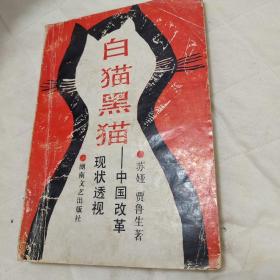 白猫黑猫
——中国改革
现状透视
苏娅 贾鲁生著
湖南文艺出版社